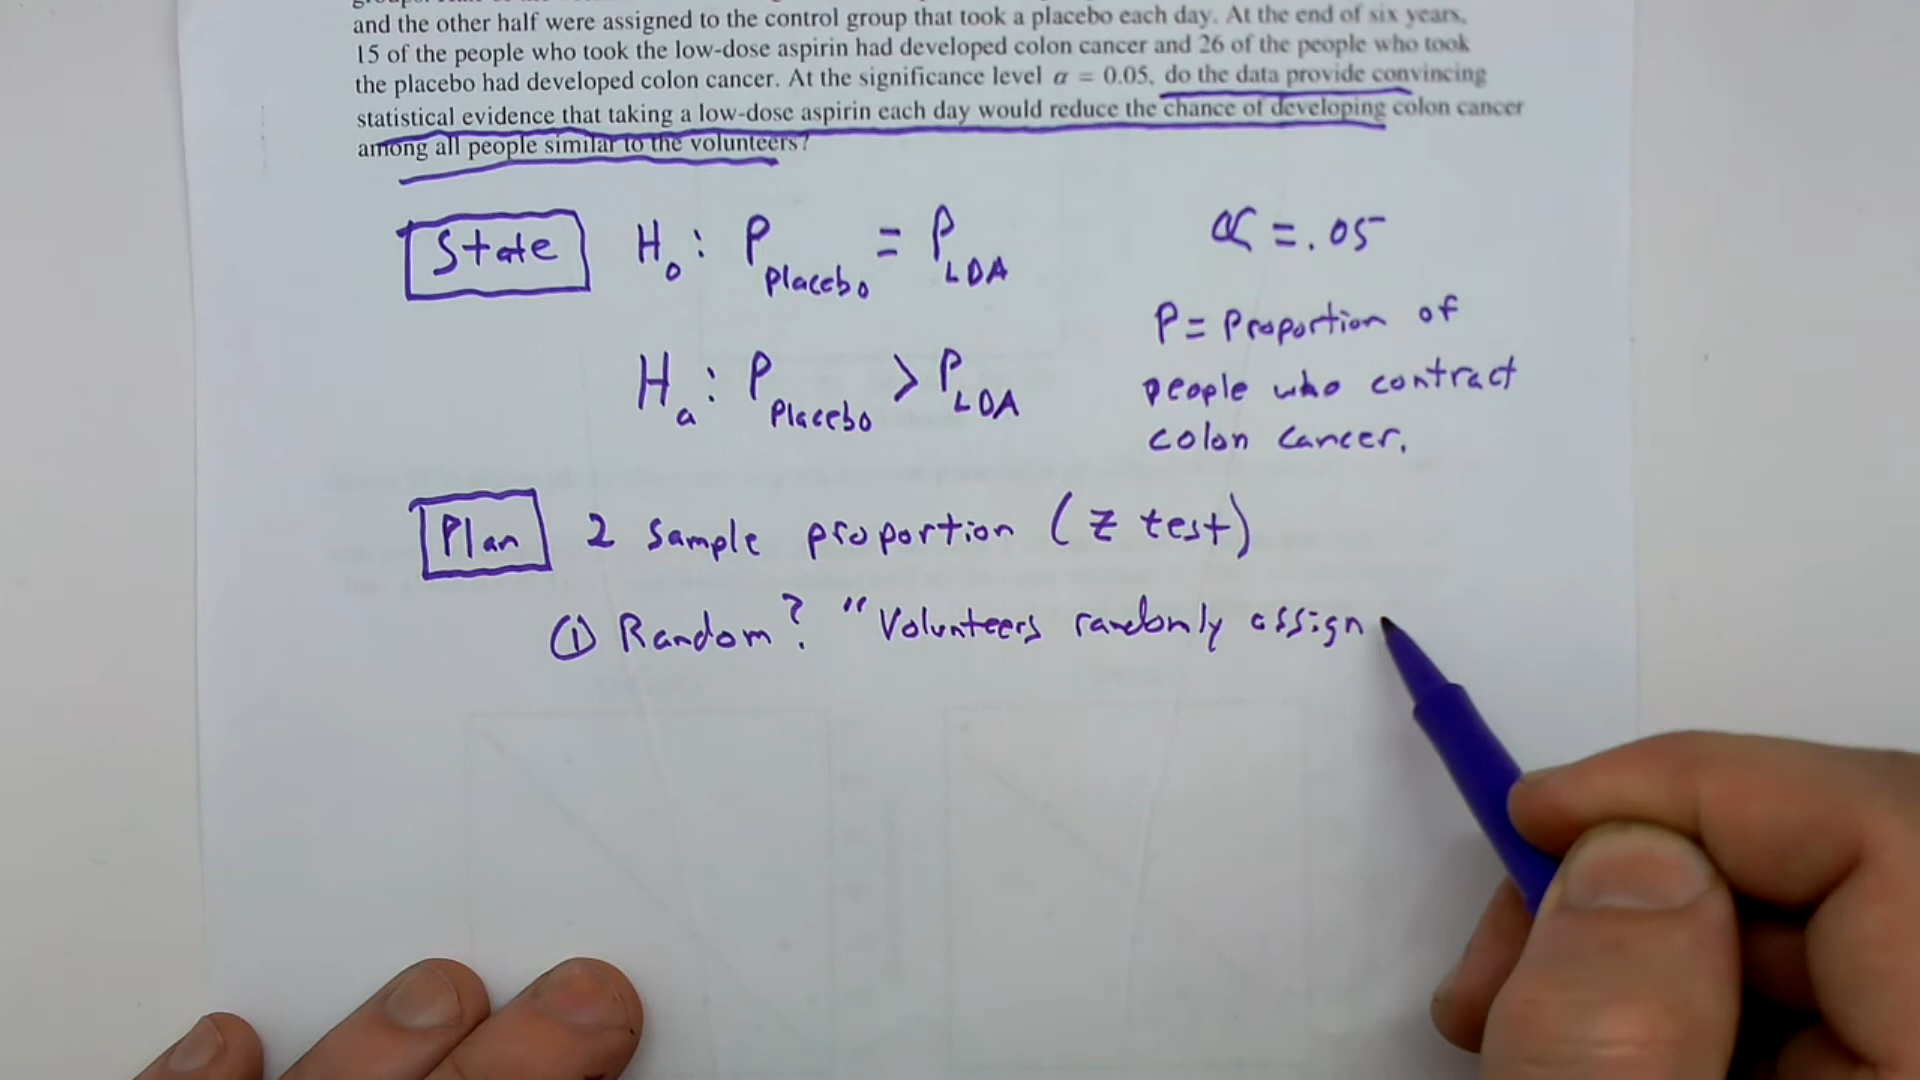 and the other half were assigned to the control group that took a placebo each day. At the end of six years,
15 of the people who took the low-dose aspirin had developed colon cancer and 26 of the people who took
the placebo had developed colon cancer. At the significance level α = 0.05, do the data provide convincing
statistical evidence that taking a low-dose aspirin each day would reduce the chance of developing colon cancer
among all people similar to the volunteers?
State H₀ : P Placebo = P LDA
α = .05
P = Proportion of
people who contract
colon cancer.
Hₐ : P Placebo > P LDA
Plan 2 Sample proportion (Z test)
① Random? "Volunteers randomly assign